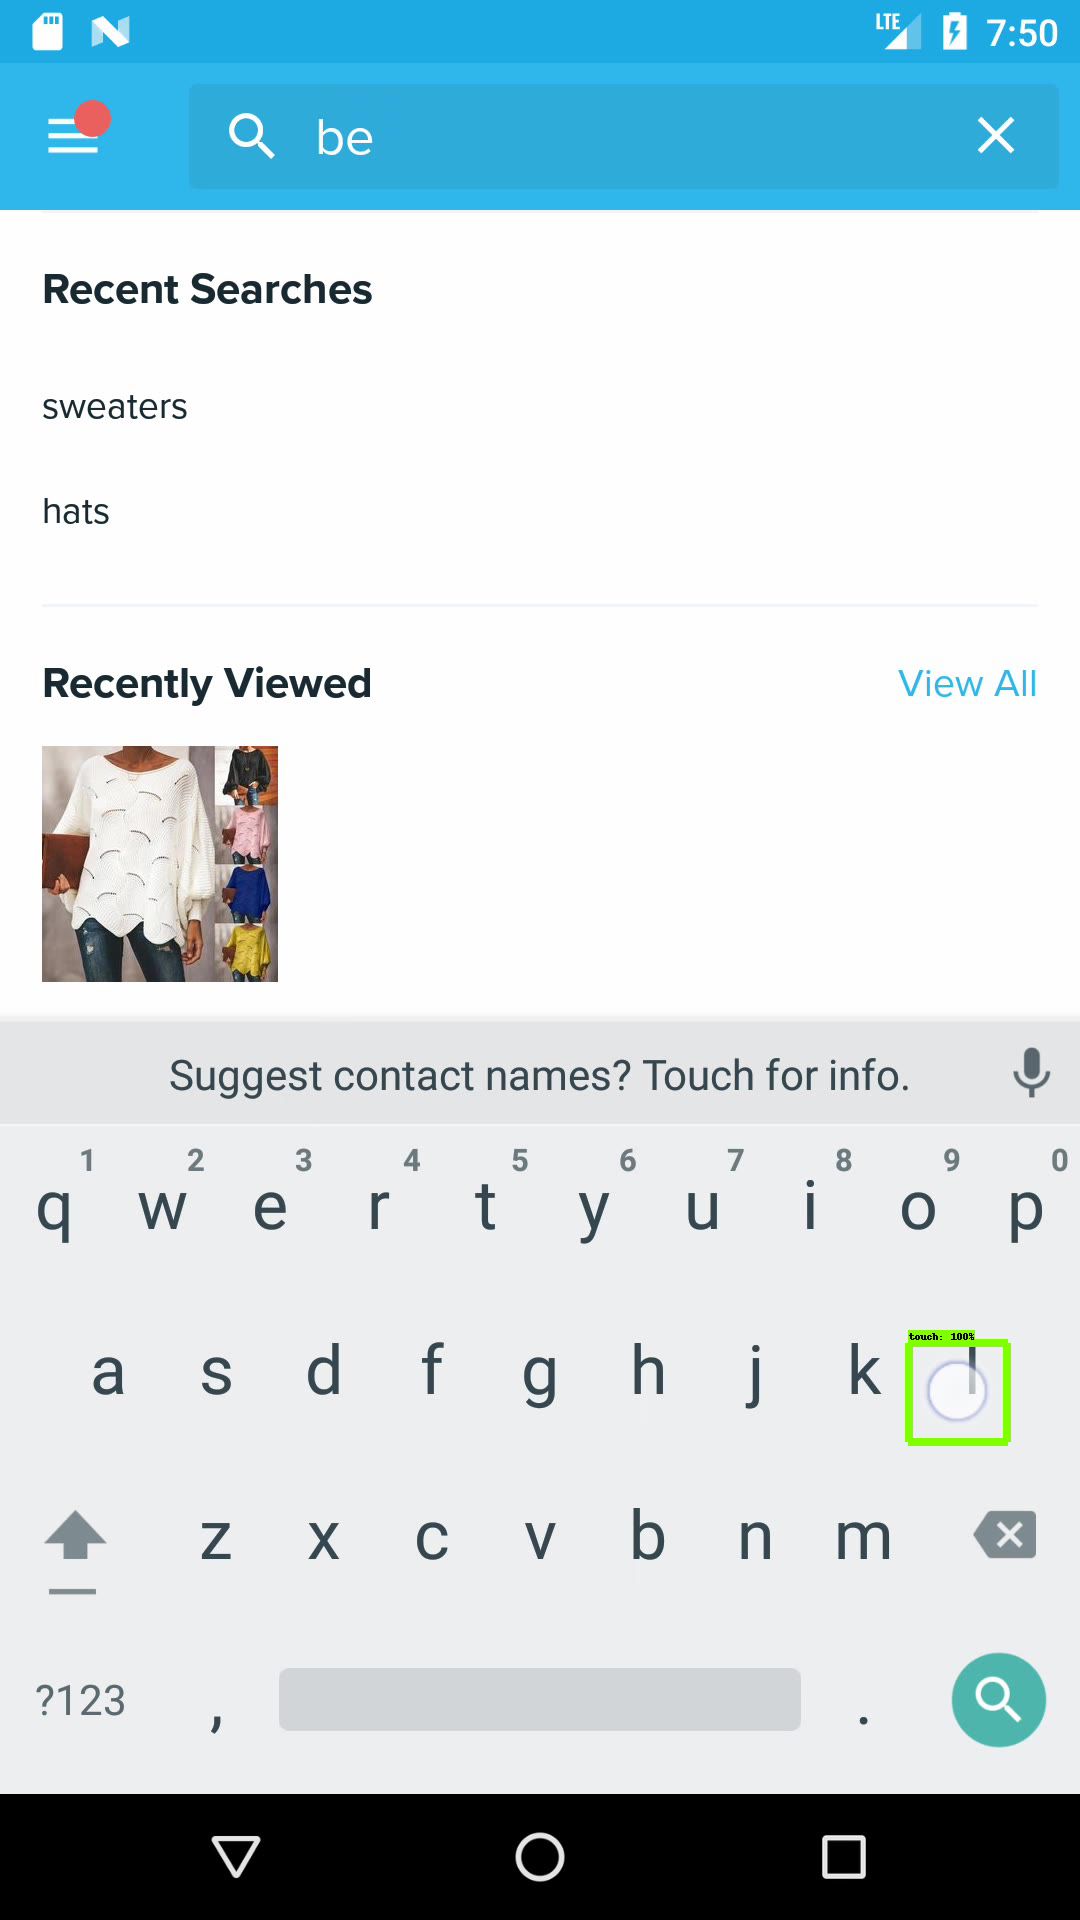 LTE 7:50
be
Recent Searches
sweaters
hats
Recently Viewed View All
Suggest contact names? Touch for info.
1 2 3 4 5 6 7 8 9 0
q w e r t y u i o p
touch: 100%
a s d f g h j k l
z x c v b n m
?123 , .